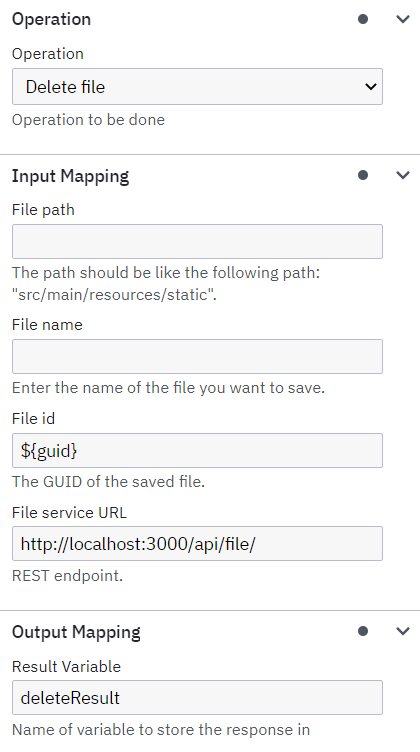 Operation
Operation
Delete file
Operation to be done
Input Mapping
File path
The path should be like the following path:
"src/main/resources/static".
File name
Enter the name of the file you want to save.
File id
${guid}
The GUID of the saved file.
File service URL
http://localhost:3000/api/file/
REST endpoint.
Output Mapping
Result Variable
deleteResult
Name of variable to store the response in